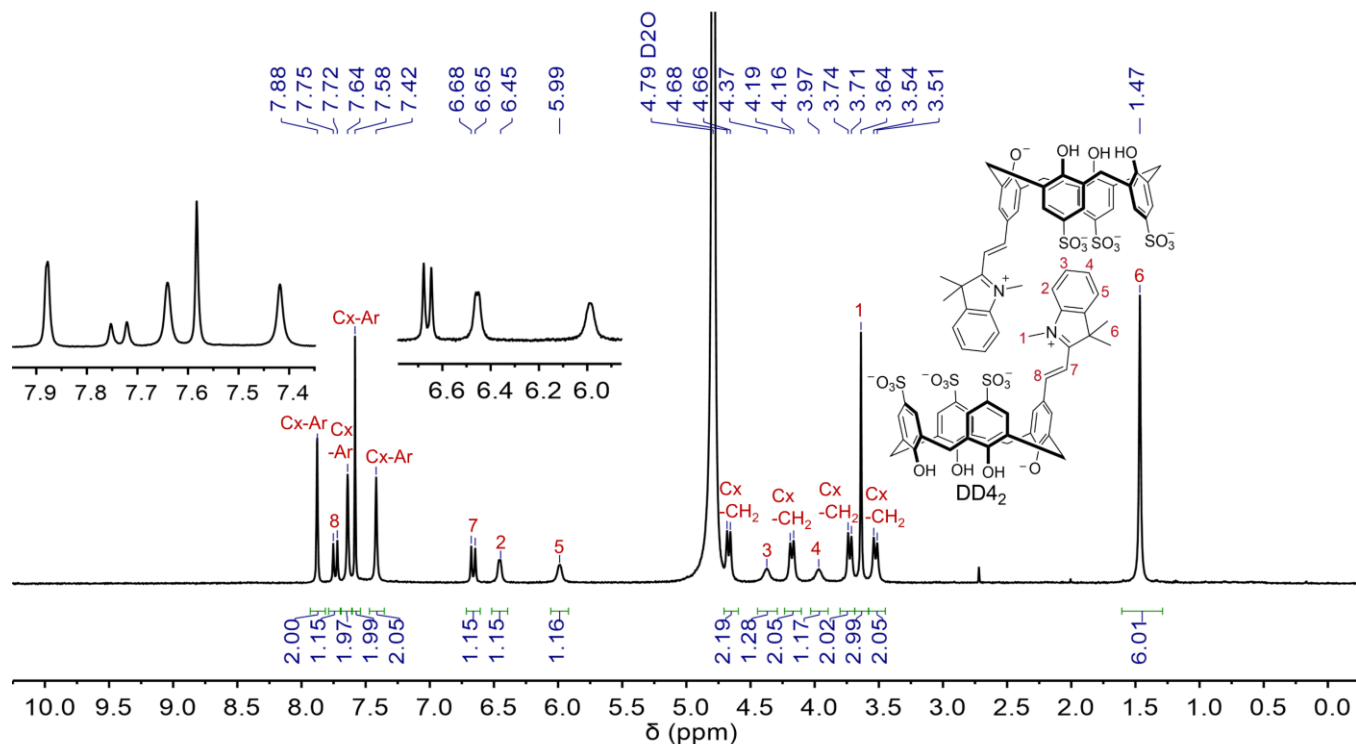 7.88
7.75
7.72
7.64
7.58
7.42
6.68
6.65
6.45
5.99
4.79 D2O
4.68
4.66
4.37
4.19
4.16
3.97
3.74
3.71
3.64
3.54
3.51
1.47
O⁻
OH
OH
HO
SO₃⁻
SO₃⁻
SO₃⁻
N
+
3
4
2
5
1
N
+
6
8
7
⁻O₃S
⁻O₃S
SO₃⁻
OH
OH
OH
⁻O
DD4₂
7.9 7.8 7.7 7.6 7.5 7.4
6.6 6.4 6.2 6.0
Cx-Ar
8
Cx
-Ar
Cx-Ar
Cx-Ar
7
2
5
Cx
-CH₂
3
Cx
-CH₂
4
Cx
-CH₂
1
Cx
-CH₂
6
2.00
1.15
1.97
1.99
2.05
1.15
1.15
1.16
2.19
1.28
2.05
1.17
2.02
2.99
2.05
6.01
10.0 9.5 9.0 8.5 8.0 7.5 7.0 6.5 6.0 5.5 5.0 4.5 4.0 3.5 3.0 2.5 2.0 1.5 1.0 0.5 0.0
δ (ppm)